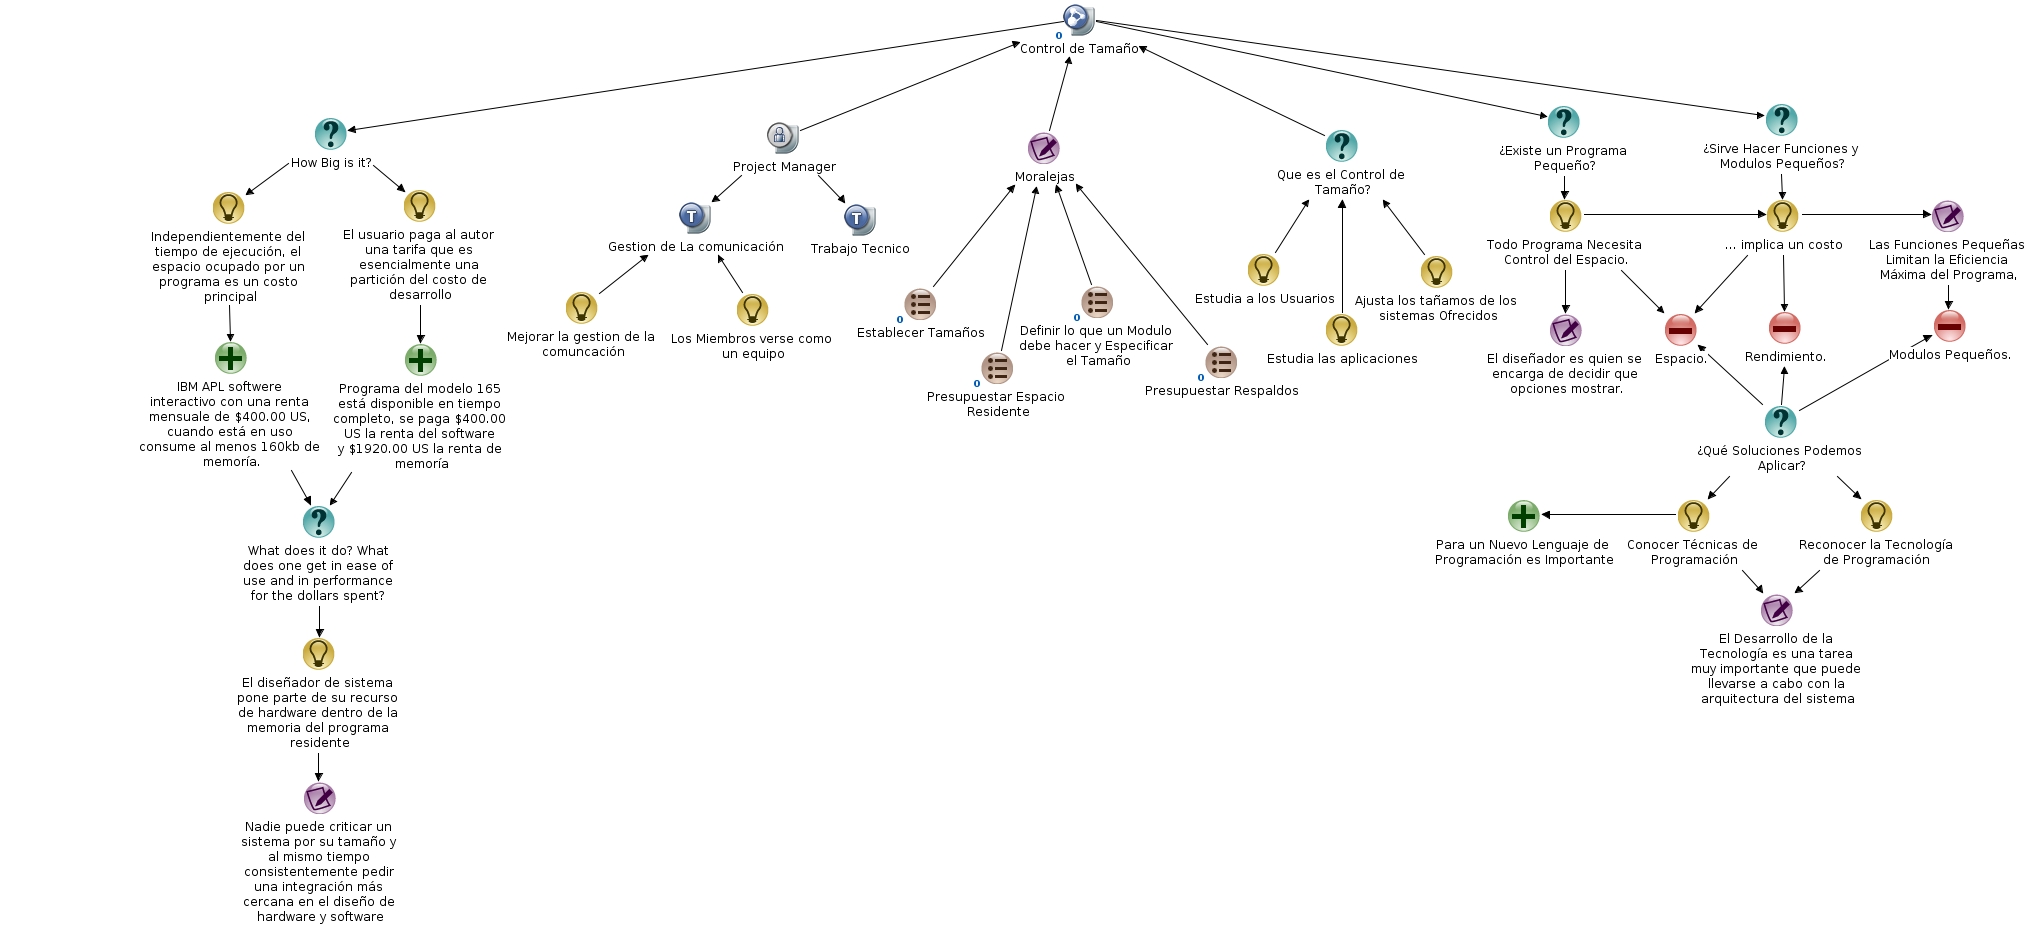 0
Control de Tamaño
How Big is it?
Independientemente del
tiempo de ejecución, el
espacio ocupado por un
programa es un costo
principal
El usuario paga al autor
una tarifa que es
esencialmente una
partición del costo de
desarrollo
IBM APL softwere
interactivo con una renta
mensuale de $400.00 US,
cuando está en uso
consume al menos 160kb de
memoría.
Programa del modelo 165
está disponible en tiempo
completo, se paga $400.00
US la renta del software
y $1920.00 US la renta de
memoría
What does it do? What
does one get in ease of
use and in performance
for the dollars spent?
El diseñador de sistema
pone parte de su recurso
de hardware dentro de la
memoria del programa
residente
Nadie puede criticar un
sistema por su tamaño y
al mismo tiempo
consistentemente pedir
una integración más
cercana en el diseño de
hardware y software
Project Manager
T
Gestion de La comunicación
T
Trabajo Tecnico
Mejorar la gestion de la
comuncación
Los Miembros verse como
un equipo
Moralejas
0
Establecer Tamaños
0
Presupuestar Espacio
Residente
0
Definir lo que un Modulo
debe hacer y Especificar
el Tamaño
0
Presupuestar Respaldos
Que es el Control de
Tamaño?
Estudia a los Usuarios
Estudia las aplicaciones
Ajusta los tañamos de los
sistemas Ofrecidos
¿Existe un Programa
Pequeño?
Todo Programa Necesita
Control del Espacio.
El diseñador es quien se
encarga de decidir que
opciones mostrar.
¿Sirve Hacer Funciones y
Modulos Pequeños?
... implica un costo
Las Funciones Pequeñas
Limitan la Eficiencia
Máxima del Programa,
Espacio.
Rendimiento.
Modulos Pequeños.
¿Qué Soluciones Podemos
Aplicar?
Para un Nuevo Lenguaje de
Programación es Importante
Conocer Técnicas de
Programación
Reconocer la Tecnología
de Programación
El Desarrollo de la
Tecnología es una tarea
muy importante que puede
llevarse a cabo con la
arquitectura del sistema